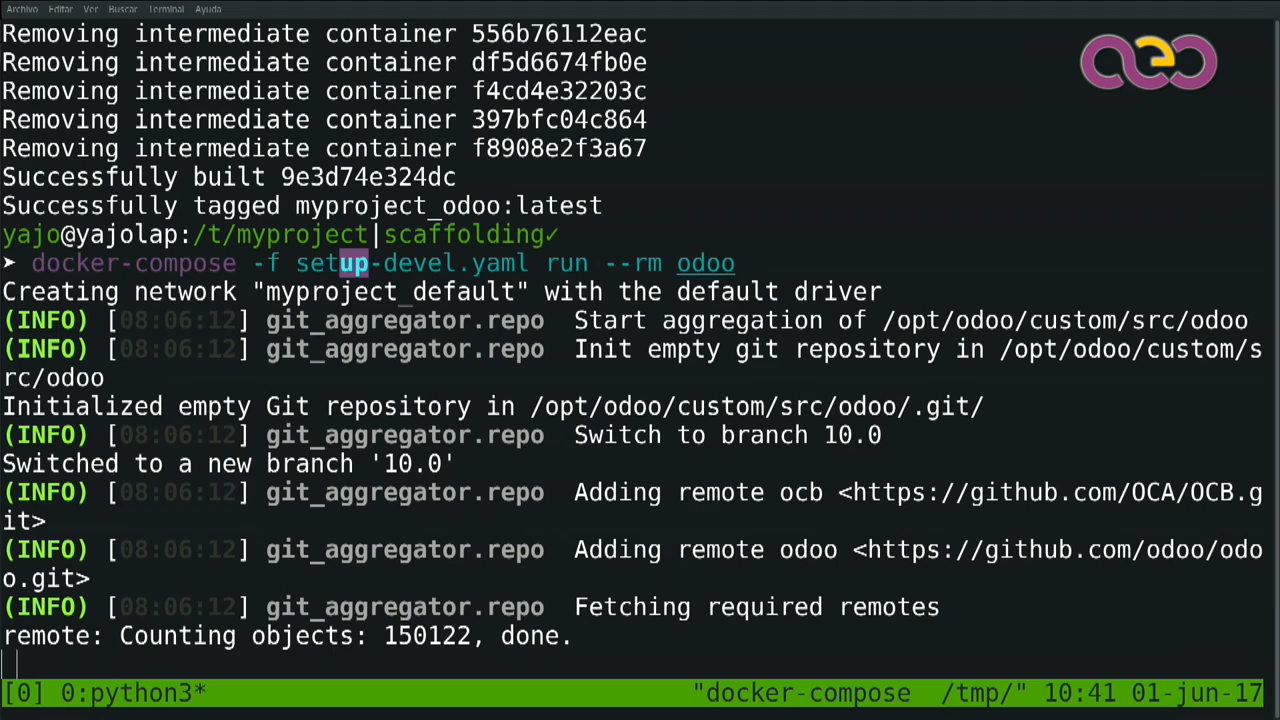 Archivo Editar Ver Buscar Terminal Ayuda
Removing intermediate container 556b76112eac
Removing intermediate container df5d6674fb0e
Removing intermediate container f4cd4e32203c
Removing intermediate container 397bfc04c864
Removing intermediate container f8908e2f3a67
Successfully built 9e3d74e324dc
Successfully tagged myproject_odoo:latest
yajo@yajolap:/t/myproject|scaffolding✓
➤ docker-compose -f setup-devel.yaml run --rm odoo
Creating network "myproject_default" with the default driver
(INFO) [08:06:12] git_aggregator.repo  Start aggregation of /opt/odoo/custom/src/odoo
(INFO) [08:06:12] git_aggregator.repo  Init empty git repository in /opt/odoo/custom/s
rc/odoo
Initialized empty Git repository in /opt/odoo/custom/src/odoo/.git/
(INFO) [08:06:12] git_aggregator.repo  Switch to branch 10.0
Switched to a new branch '10.0'
(INFO) [08:06:12] git_aggregator.repo  Adding remote ocb <https://github.com/OCA/OCB.g
it>
(INFO) [08:06:12] git_aggregator.repo  Adding remote odoo <https://github.com/odoo/odo
o.git>
(INFO) [08:06:12] git_aggregator.repo  Fetching required remotes
remote: Counting objects: 150122, done.
[0] 0:python3* "docker-compose  /tmp/" 10:41 01-jun-17